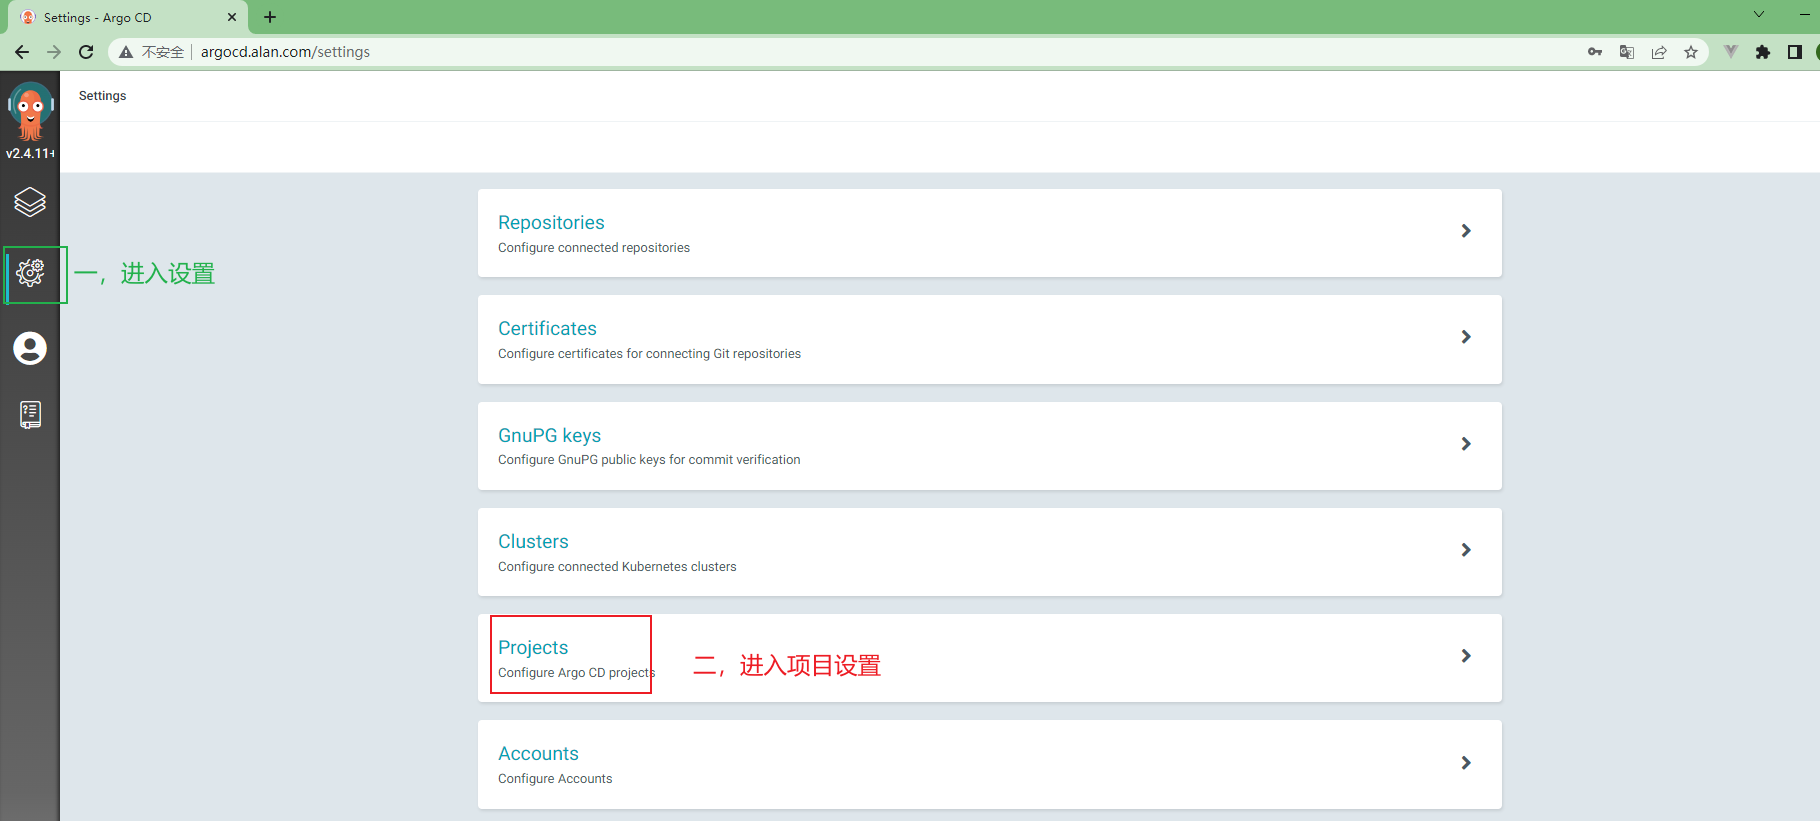 Settings - Argo CD
不安全 argocd.alan.com/settings
Settings
v2.4.11+
一，进入设置
Repositories
Configure connected repositories
Certificates
Configure certificates for connecting Git repositories
GnuPG keys
Configure GnuPG public keys for commit verification
Clusters
Configure connected Kubernetes clusters
Projects
Configure Argo CD projects
二，进入项目设置
Accounts
Configure Accounts